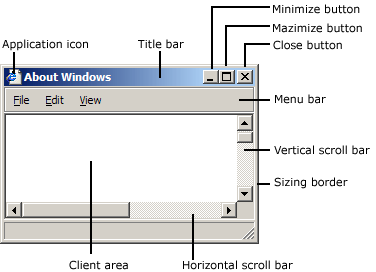 Minimize button
Mazimize button
Application icon
Title bar
Close button
About Windows
File Edit View
Menu bar
Vertical scroll bar
Sizing border
Client area
Horizontal scroll bar